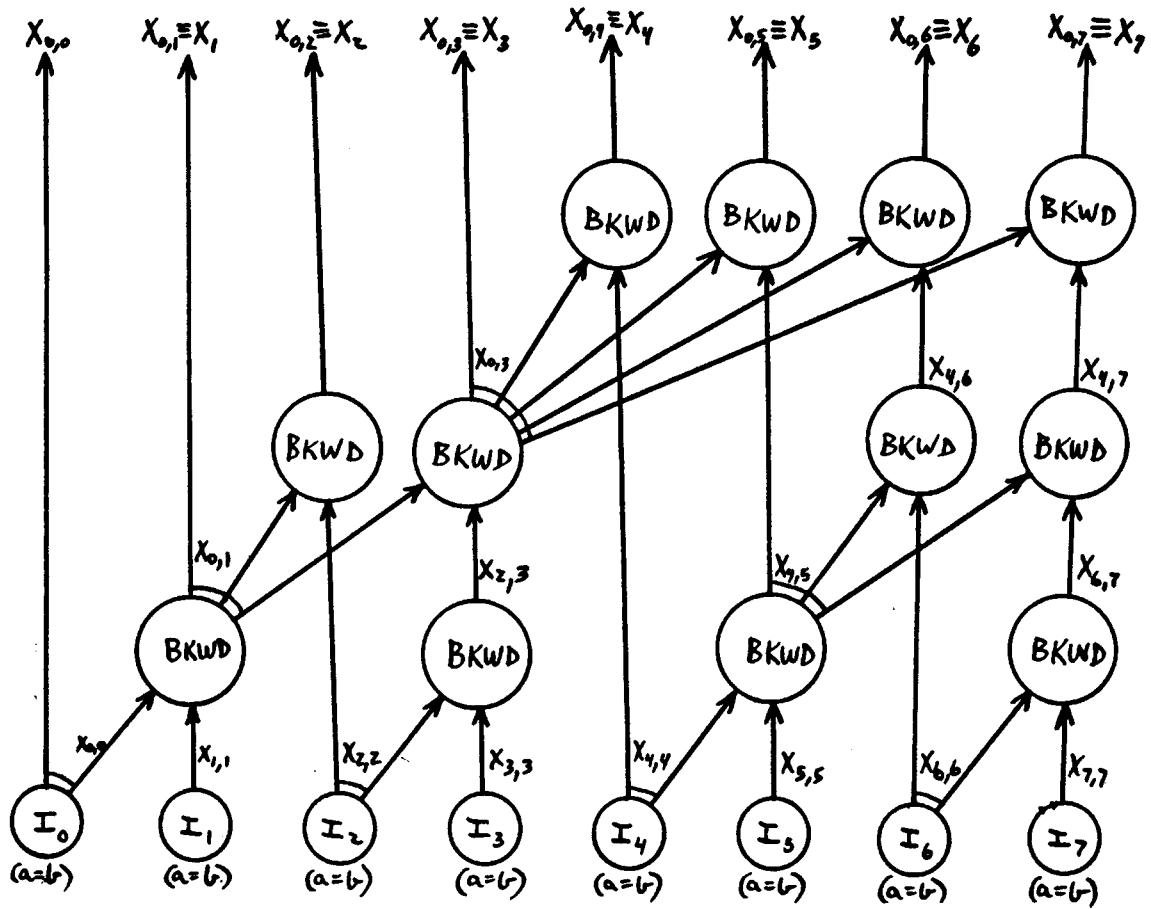 X0,0 X0,1≡X1 X0,2≡X2 X0,3≡X3 X0,4≡X4 X0,5≡X5 X0,6≡X6 X0,7≡X7
BKWD BKWD BKWD BKWD
X0,3 X4,6 X4,7
BKWD BKWD BKWD BKWD
X0,1 X2,3 X4,5 X6,7
BKWD BKWD BKWD BKWD
X0,0 X1,1 X2,2 X3,3 X4,4 X5,5 X6,6 X7,7
I0 I1 I2 I3 I4 I5 I6 I7
(a=b) (a=b) (a=b) (a=b) (a=b) (a=b) (a=b) (a=b)